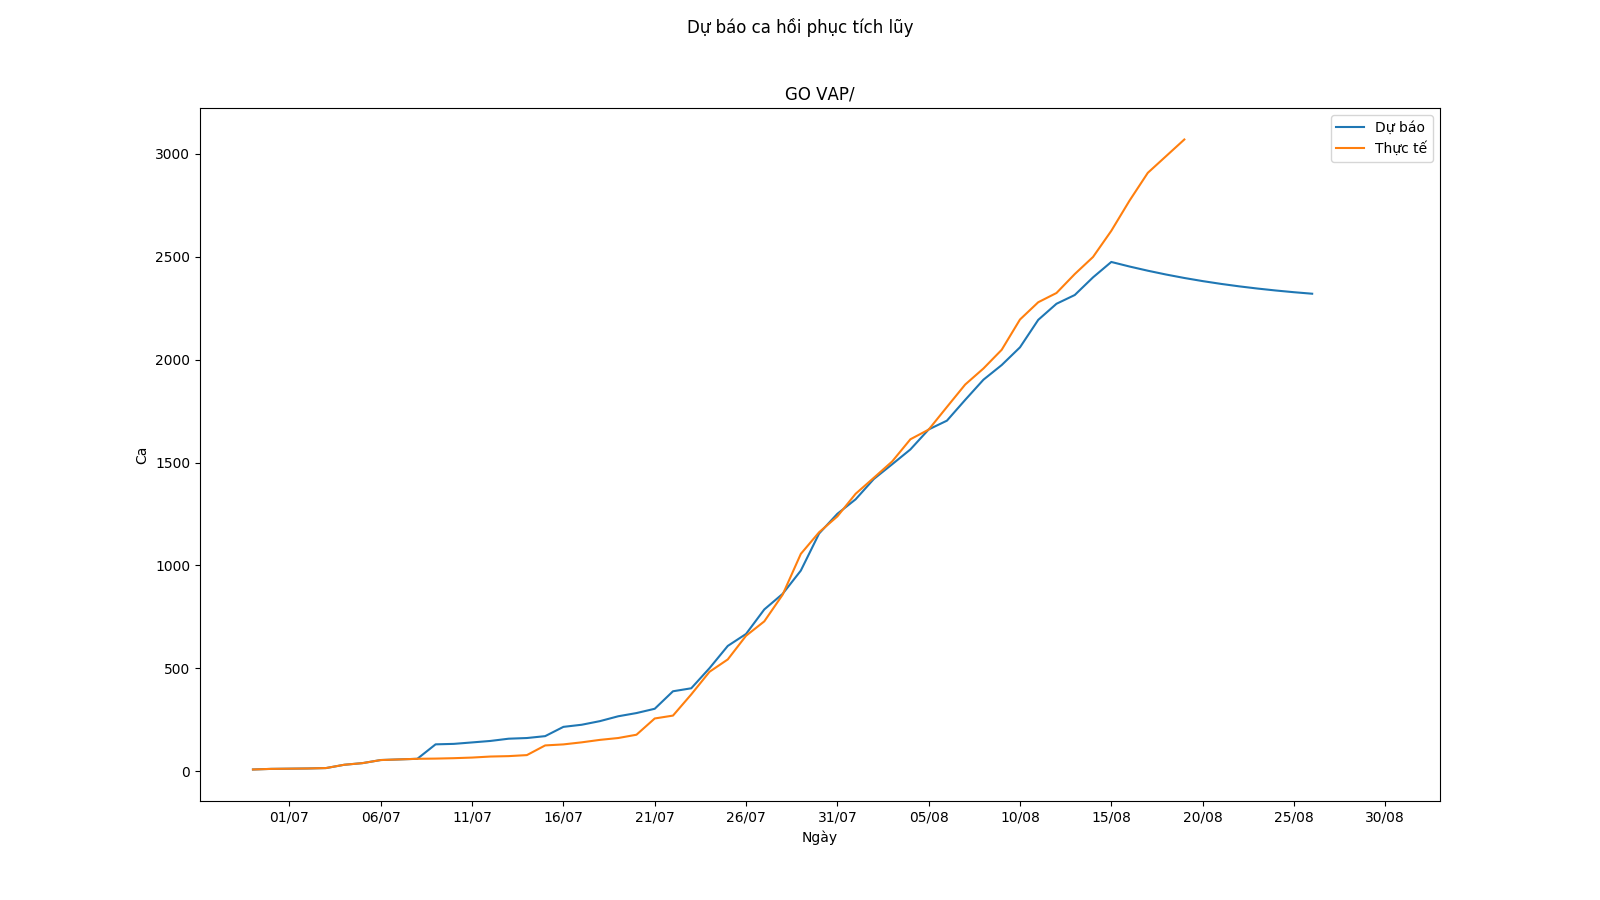 Dự báo ca hồi phục tích lũy
GO VAP/
Dự báo
Thực tế
3000
2500
2000
1500
1000
500
0
Ca
01/07 06/07 11/07 16/07 21/07 26/07 31/07 05/08 10/08 15/08 20/08 25/08 30/08
Ngày